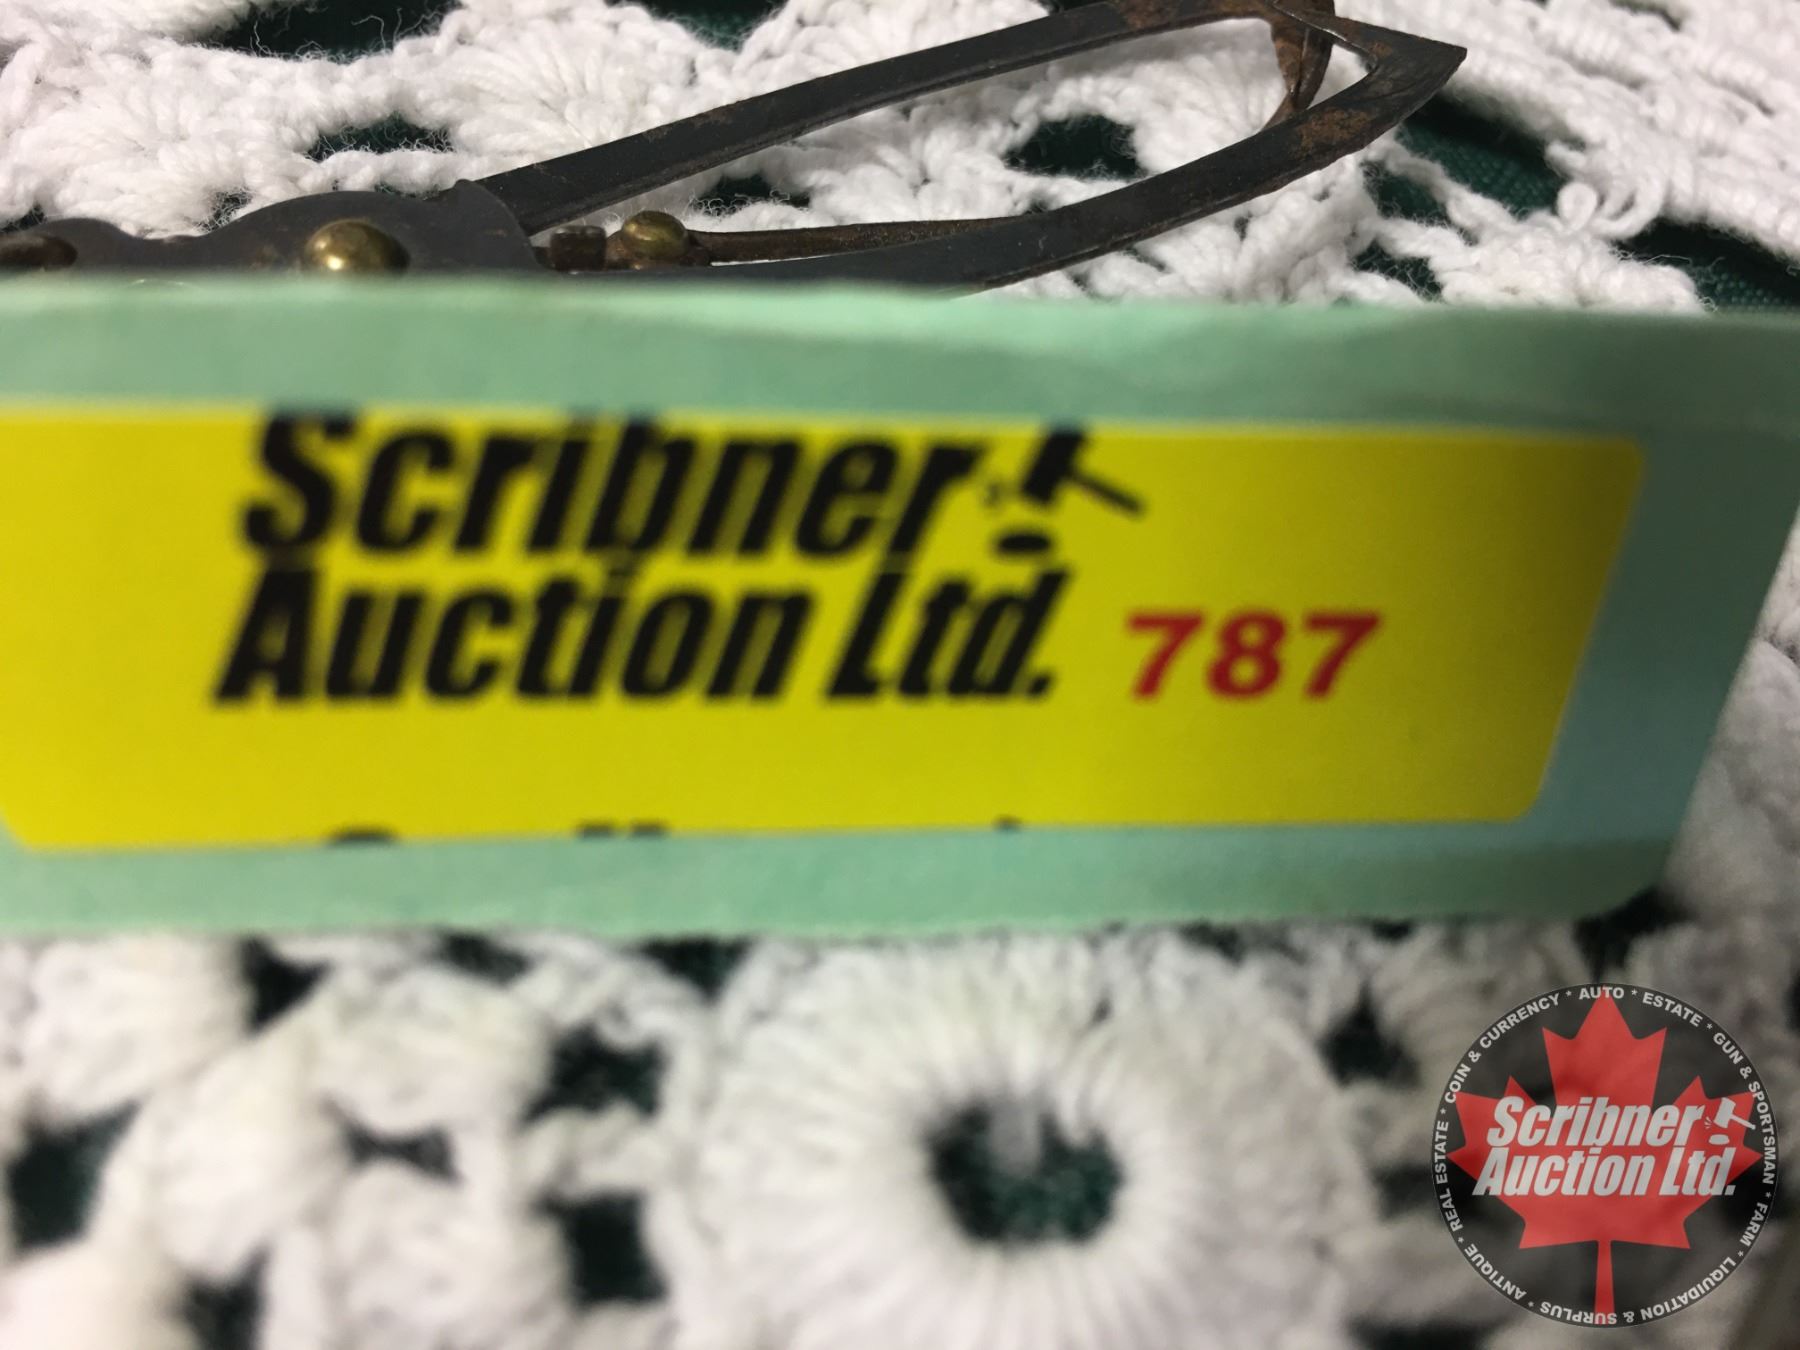 Scribner
Auction Ltd. 787
COIN & CURRENCY * AUTO * ESTATE * GUN & SPORTSMAN * FARM * LIQUIDATION & SURPLUS * ANTIQUE * REAL ESTATE *
Scribner
Auction Ltd.